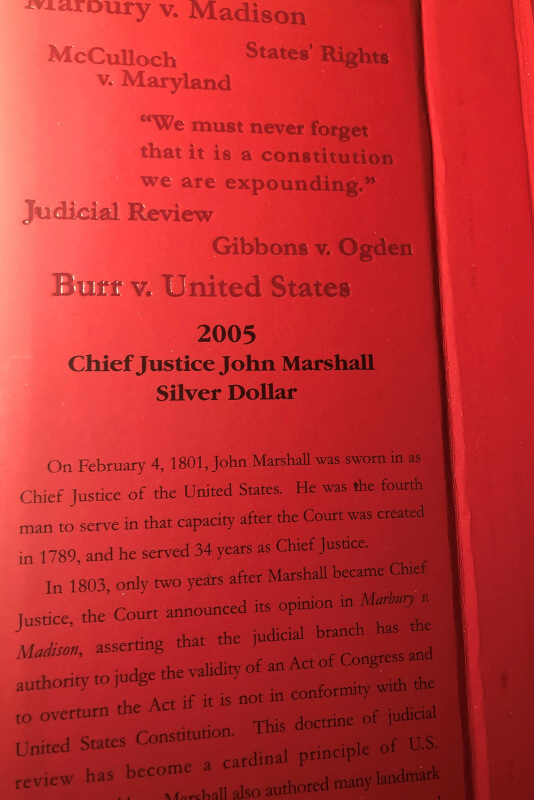 Marbury v. Madison
McCulloch
v. Maryland
States' Rights
“We must never forget
that it is a constitution
we are expounding.”
Judicial Review
Gibbons v. Ogden
Burr v. United States
2005
Chief Justice John Marshall
Silver Dollar
On February 4, 1801, John Marshall was sworn in as
Chief Justice of the United States. He was the fourth
man to serve in that capacity after the Court was created
in 1789, and he served 34 years as Chief Justice.
In 1803, only two years after Marshall became Chief
Justice, the Court announced its opinion in Marbury v.
Madison, asserting that the judicial branch has the
authority to judge the validity of an Act of Congress and
to overturn the Act if it is not in conformity with the
United States Constitution. This doctrine of judicial
review has become a cardinal principle of U.S.
Marshall also authored many landmark